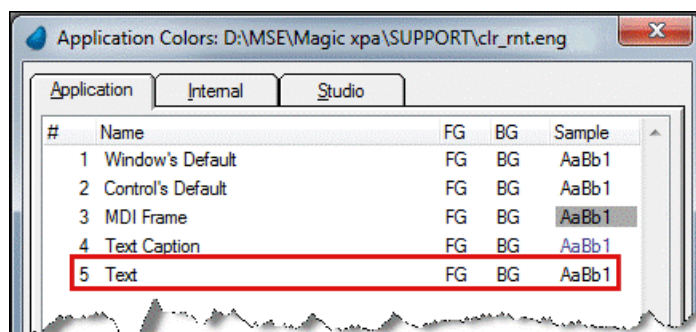 Application Colors: D:\MSE\Magic xpa\SUPPORT\clr_rnt.eng
Application Internal Studio
# Name FG BG Sample
1 Window's Default FG BG AaBb1
2 Control's Default FG BG AaBb1
3 MDI Frame FG BG AaBb1
4 Text Caption FG BG AaBb1
5 Text FG BG AaBb1